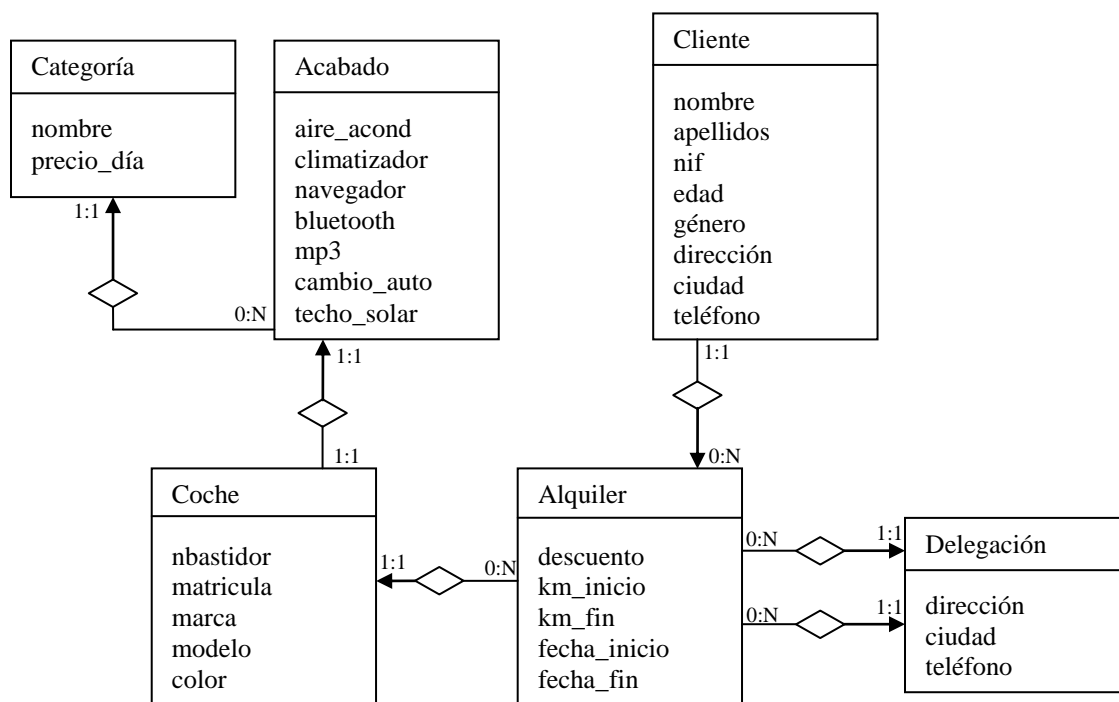 Categoría
nombre
precio_día
1:1
0:N
Acabado
aire_acond
climatizador
navegador
bluetooth
mp3
cambio_auto
techo_solar
1:1
1:1
Cliente
nombre
apellidos
nif
edad
género
dirección
ciudad
teléfono
1:1
0:N
Coche
nbastidor
matricula
marca
modelo
color
1:1
0:N
Alquiler
descuento
km_inicio
km_fin
fecha_inicio
fecha_fin
0:N
1:1
0:N
1:1
Delegación
dirección
ciudad
teléfono